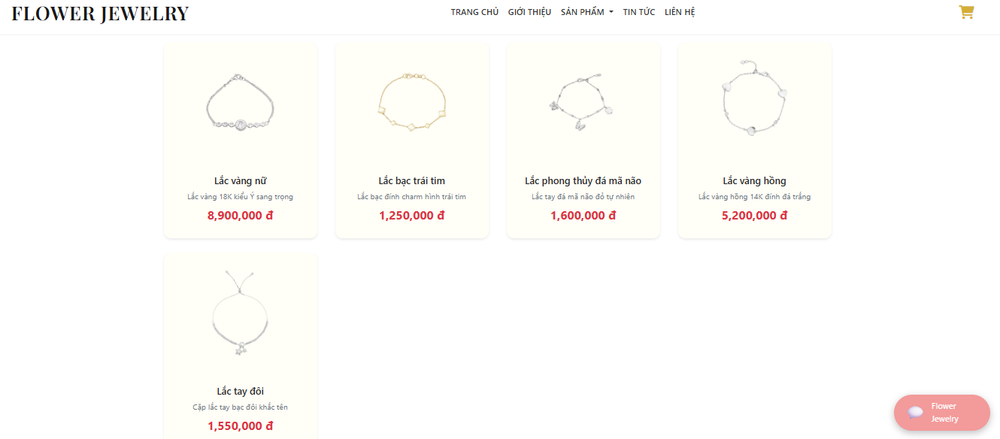 FLOWER JEWELRY
TRANG CHỦ GIỚI THIỆU SẢN PHẨM TIN TỨC LIÊN HỆ
Lắc vàng nữ
Lắc vàng 18K kiểu Ý sang trọng
8,900,000 đ
Lắc bạc trái tim
Lắc bạc đính charm hình trái tim
1,250,000 đ
Lắc phong thủy đá mã não
Lắc tay đá mã não đỏ tự nhiên
1,600,000 đ
Lắc vàng hồng
Lắc vàng hồng 14K đính đá trắng
5,200,000 đ
Lắc tay đôi
Cặp lắc tay bạc đôi khắc tên
1,550,000 đ
Flower
Jewelry